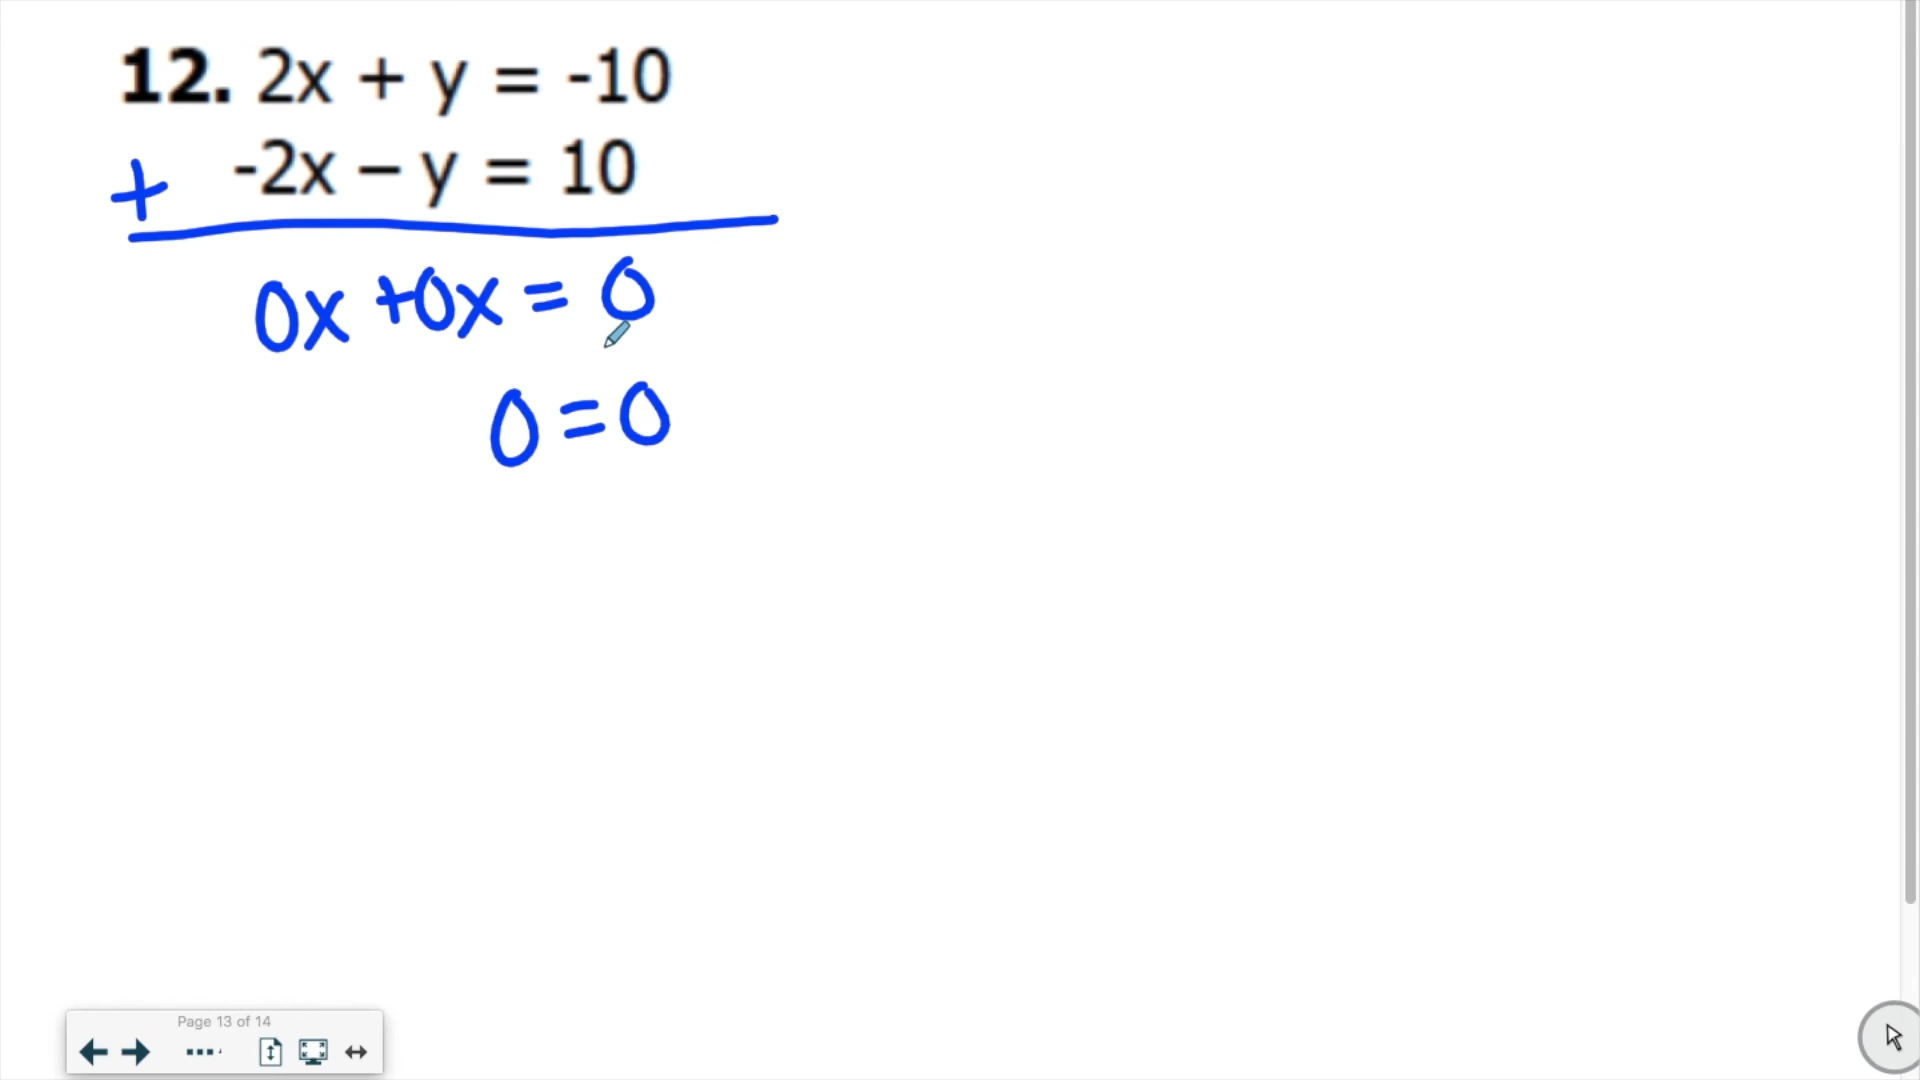 12. 2x + y = -10
+ -2x – y = 10
0x +0x = 0
0 = 0
Page 13 of 14